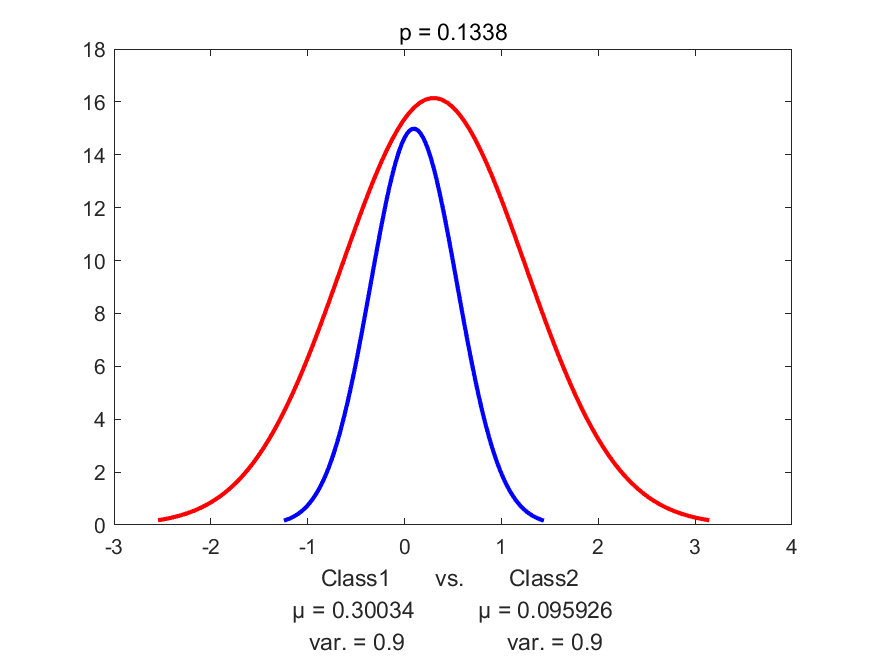 p = 0.1338
18
16
14
12
10
8
6
4
2
0
-3 -2 -1 0 1 2 3 4
Class1 vs. Class2
μ = 0.30034 μ = 0.095926
var. = 0.9 var. = 0.9